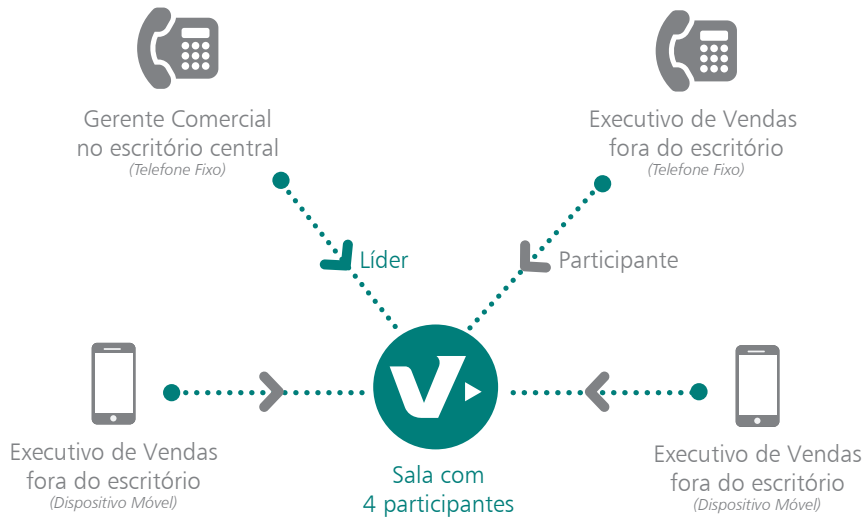 Gerente Comercial
no escritório central
(Telefone Fixo)
Executivo de Vendas
fora do escritório
(Telefone Fixo)
Líder
Participante
Executivo de Vendas
fora do escritório
(Dispositivo Móvel)
Sala com
4 participantes
Executivo de Vendas
fora do escritório
(Dispositivo Móvel)